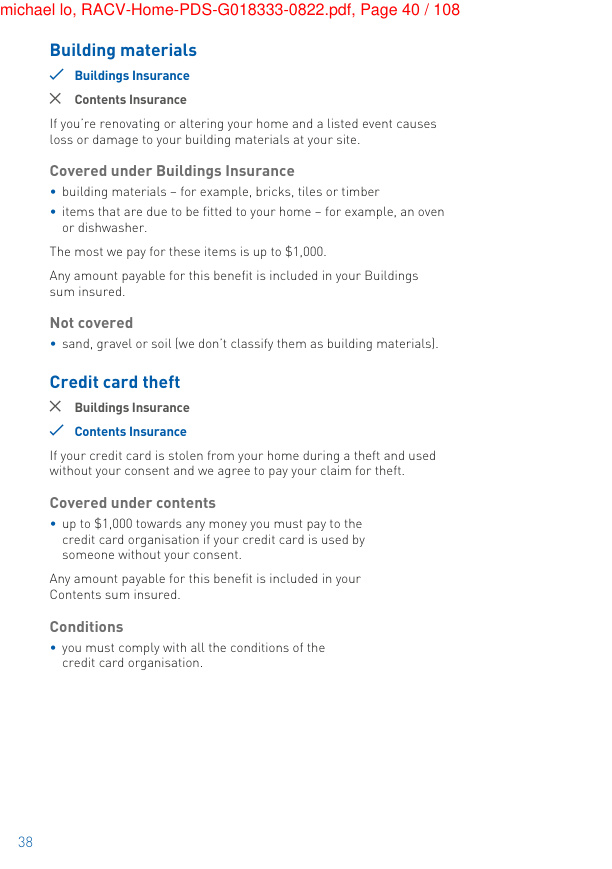 michael lo, RACV-Home-PDS-G018333-0822.pdf, Page 40 / 108
Building materials
✓ Buildings Insurance
✕ Contents Insurance
If you're renovating or altering your home and a listed event causes
loss or damage to your building materials at your site.
Covered under Buildings Insurance
• building materials – for example, bricks, tiles or timber
• items that are due to be fitted to your home – for example, an oven
or dishwasher.
The most we pay for these items is up to $1,000.
Any amount payable for this benefit is included in your Buildings
sum insured.
Not covered
• sand, gravel or soil (we don't classify them as building materials).
Credit card theft
✕ Buildings Insurance
✓ Contents Insurance
If your credit card is stolen from your home during a theft and used
without your consent and we agree to pay your claim for theft.
Covered under contents
• up to $1,000 towards any money you must pay to the
credit card organisation if your credit card is used by
someone without your consent.
Any amount payable for this benefit is included in your
Contents sum insured.
Conditions
• you must comply with all the conditions of the
credit card organisation.
38